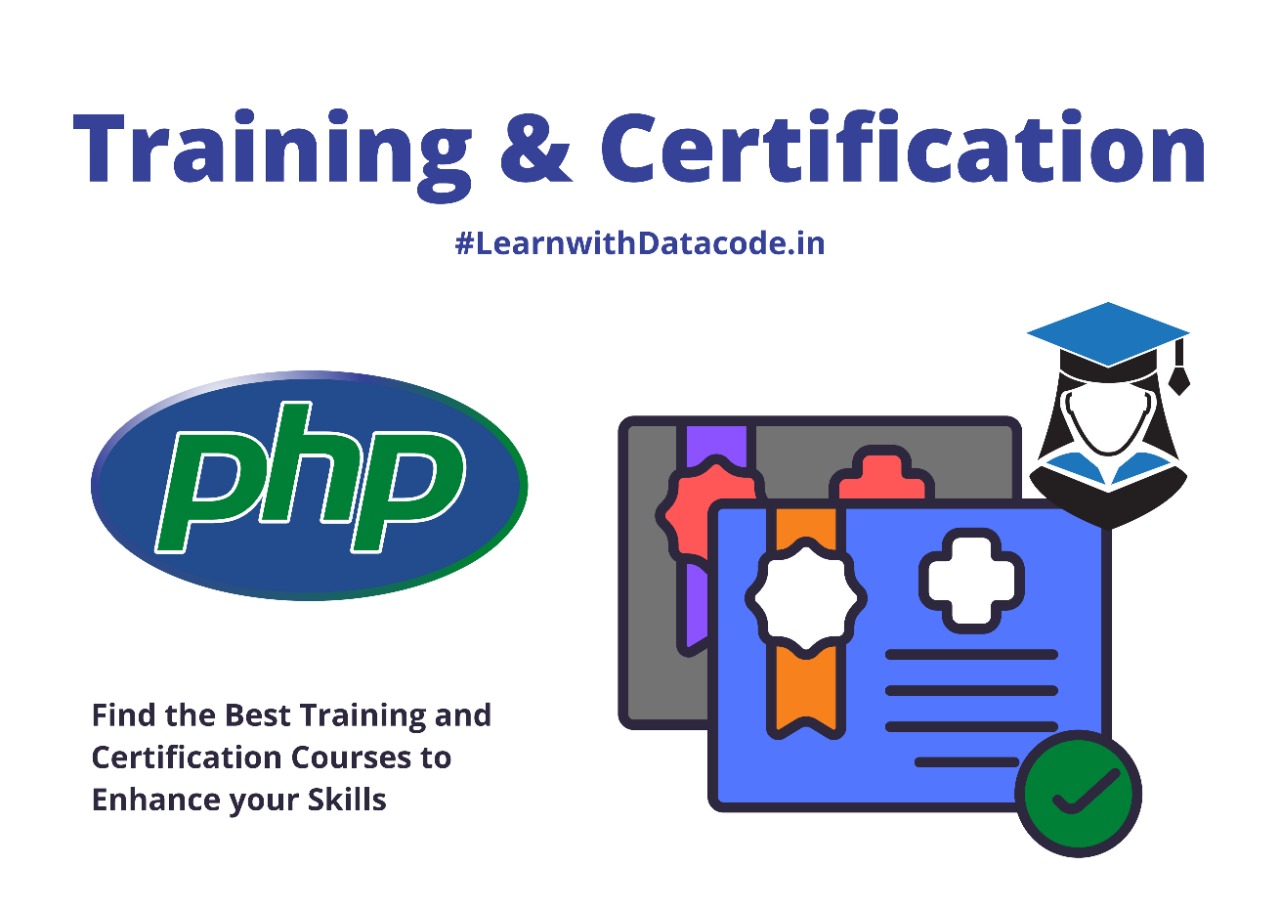 Training & Certification
#LearnwithDatacode.in
php
Find the Best Training and
Certification Courses to
Enhance your Skills